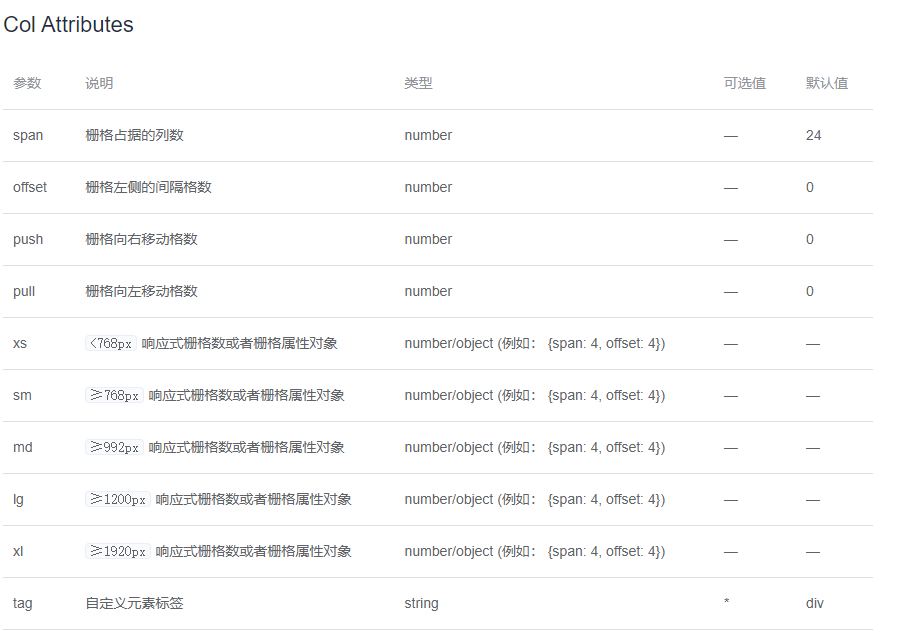 Col Attributes
参数 说明 类型 可选值 默认值
span 栅格占据的列数 number — 24
offset 栅格左侧的间隔格数 number — 0
push 栅格向右移动格数 number — 0
pull 栅格向左移动格数 number — 0
xs <768px 响应式栅格数或者栅格属性对象 number/object (例如： {span: 4, offset: 4}) — —
sm ≥768px 响应式栅格数或者栅格属性对象 number/object (例如： {span: 4, offset: 4}) — —
md ≥992px 响应式栅格数或者栅格属性对象 number/object (例如： {span: 4, offset: 4}) — —
lg ≥1200px 响应式栅格数或者栅格属性对象 number/object (例如： {span: 4, offset: 4}) — —
xl ≥1920px 响应式栅格数或者栅格属性对象 number/object (例如： {span: 4, offset: 4}) — —
tag 自定义元素标签 string * div